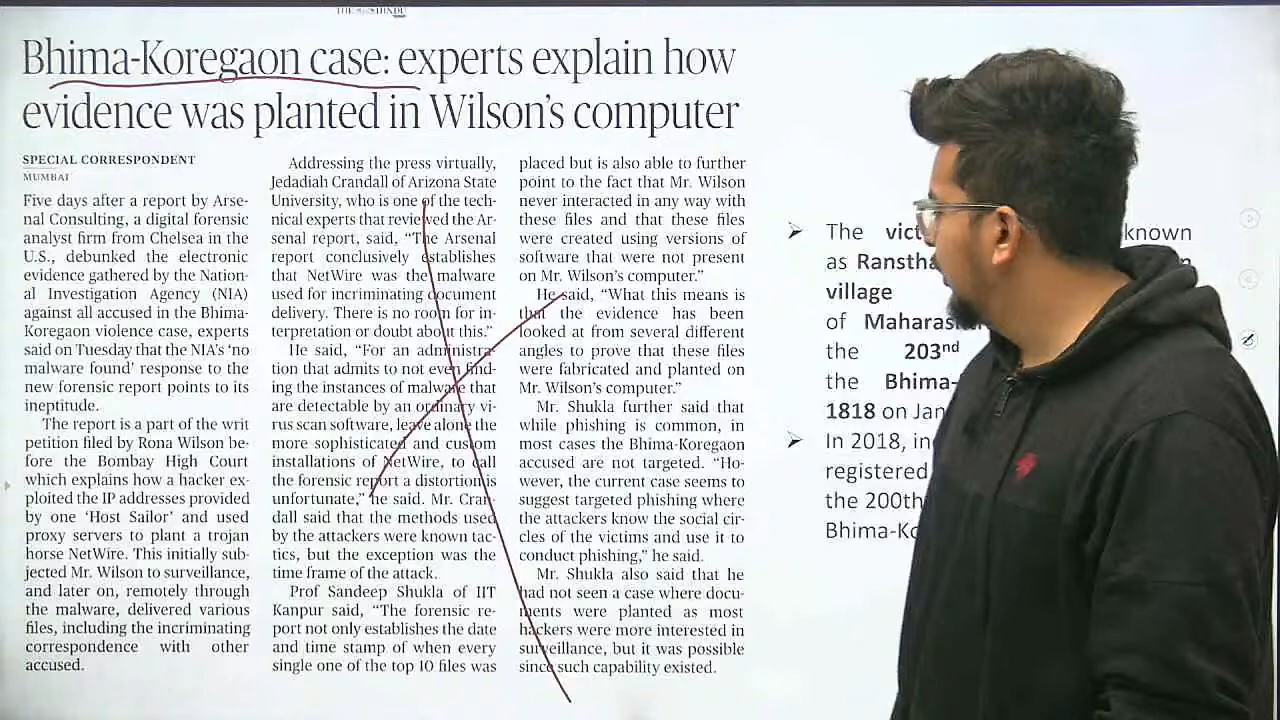 THE HINDU
Bhima-Koregaon case: experts explain how
evidence was planted in Wilson's computer
SPECIAL CORRESPONDENT
MUMBAI
Five days after a report by Arse-
nal Consulting, a digital forensic
analyst firm from Chelsea in the
U.S., debunked the electronic
evidence gathered by the Nation-
al Investigation Agency (NIA)
against all accused in the Bhima-
Koregaon violence case, experts
said on Tuesday that the NIA's 'no
malware found' response to the
new forensic report points to its
ineptitude.
The report is a part of the writ
petition filed by Rona Wilson be-
fore the Bombay High Court
which explains how a hacker ex-
ploited the IP addresses provided
by one 'Host Sailor' and used
proxy servers to plant a trojan
horse NetWire. This initially sub-
jected Mr. Wilson to surveillance,
and later on, remotely through
the malware, delivered various
files, including the incriminating
correspondence with other
accused.
Addressing the press virtually,
Jedadiah Crandall of Arizona State
University, who is one of the tech-
nical experts that reviewed the Ar-
senal report, said, "The Arsenal
report conclusively establishes
that NetWire was the malware
used for incriminating document
delivery. There is no room for in-
terpretation or doubt about this."
He said, "For an administra-
tion that admits to not even find-
ing the instances of malware that
are detectable by an ordinary vi-
rus scan software, leave alone the
more sophisticated and custom
installations of NetWire, to call
the forensic report a distortion is
unfortunate," he said. Mr. Cran-
dall said that the methods used
by the attackers were known tac-
tics, but the exception was the
time frame of the attack.
Prof Sandeep Shukla of IIT
Kanpur said, "The forensic re-
port not only establishes the date
and time stamp of when every
single one of the top 10 files was
placed but is also able to further
point to the fact that Mr. Wilson
never interacted in any way with
these files and that these files
were created using versions of
software that were not present
on Mr. Wilson's computer."
He said, "What this means is
that the evidence has been
looked at from several different
angles to prove that these files
were fabricated and planted on
Mr. Wilson's computer."
Mr. Shukla further said that
while phishing is common, in
most cases the Bhima-Koregaon
accused are not targeted. "Ho-
wever, the current case seems to
suggest targeted phishing where
the attackers know the social cir-
cles of the victims and use it to
conduct phishing," he said.
Mr. Shukla also said that he
had not seen a case where docu-
ments were planted as most
hackers were more interested in
surveillance, but it was possible
since such capability existed.
The known
as
village
of
the 203nd
the Bhima-
1818 on Jan
In 2018,
registered
the 200th